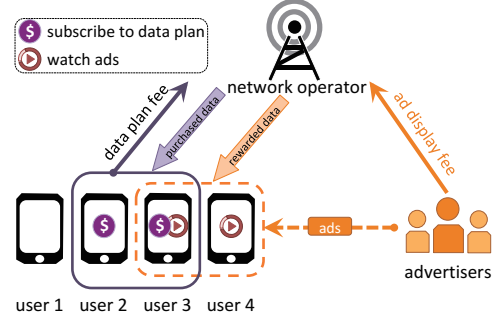 $ subscribe to data plan
watch ads
network operator
data plan fee
purchased data
rewarded data
ad display fee
$
$
ads
advertisers
user 1 user 2 user 3 user 4